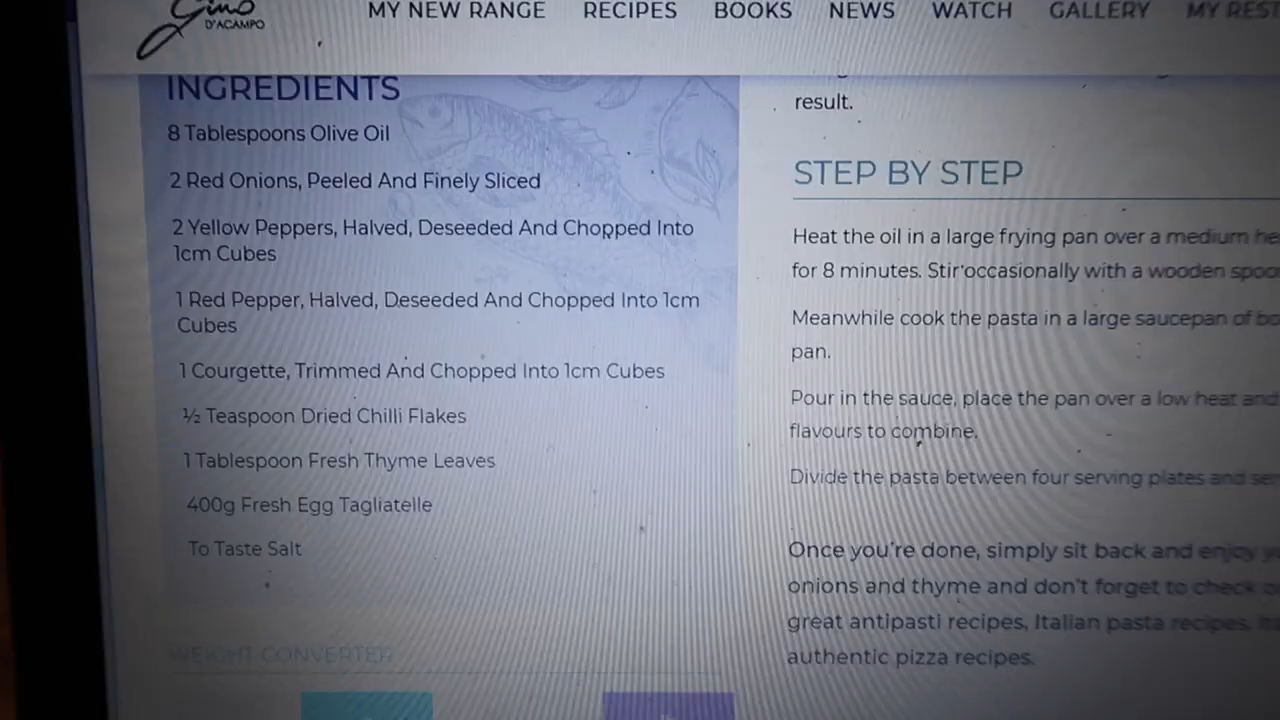 Gino
D'ACAMPO
MY NEW RANGE RECIPES BOOKS NEWS WATCH GALLERY MY
INGREDIENTS
8 Tablespoons Olive Oil
2 Red Onions, Peeled And Finely Sliced
2 Yellow Peppers, Halved, Deseeded And Chopped Into
1cm Cubes
1 Red Pepper, Halved, Deseeded And Chopped Into 1cm
Cubes
1 Courgette, Trimmed And Chopped Into 1cm Cubes
½ Teaspoon Dried Chilli Flakes
1 Tablespoon Fresh Thyme Leaves
400g Fresh Egg Tagliatelle
To Taste Salt
WEIGHT CONVERTER
result.
STEP BY STEP
Heat the oil in a large frying pan over a medium
for 8 minutes. Stir occasionally with a wooden
Meanwhile cook the pasta in a large saucepan of
pan.
Pour in the sauce, place the pan over a low heat and
flavours to combine.
Divide the pasta between four serving plates and
Once you're done, simply sit back and enjoy
onions and thyme and don't forget to check
great antipasti recipes, Italian pasta recipes,
authentic pizza recipes.